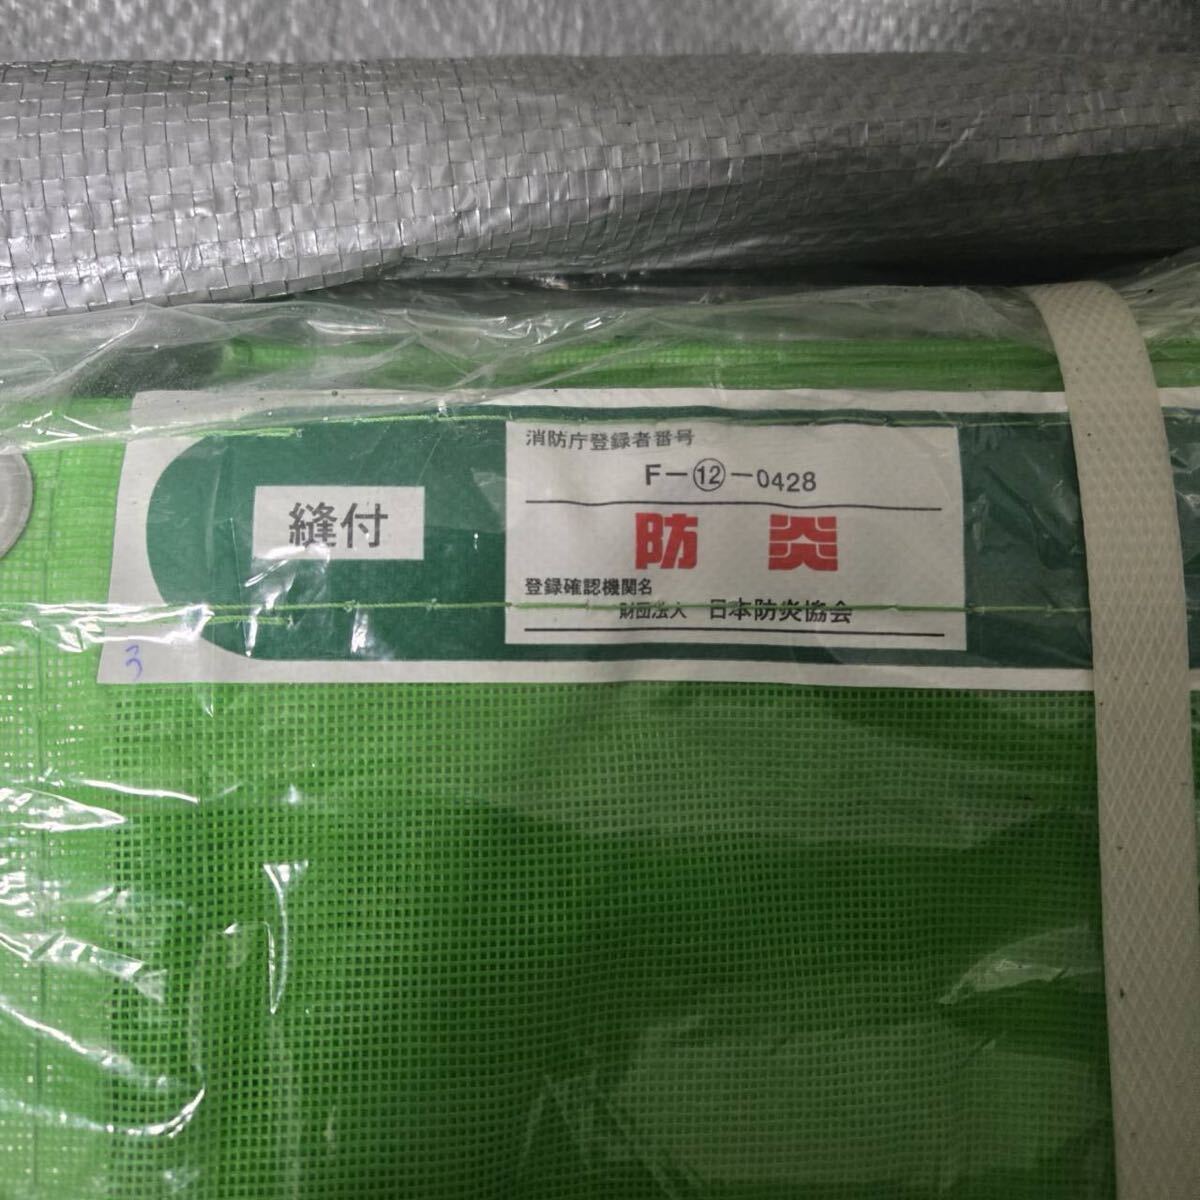 縫付
消防庁登録者番号
F-⑫-0428
防炎
登録確認機関名
財団法人 日本防炎協会
3